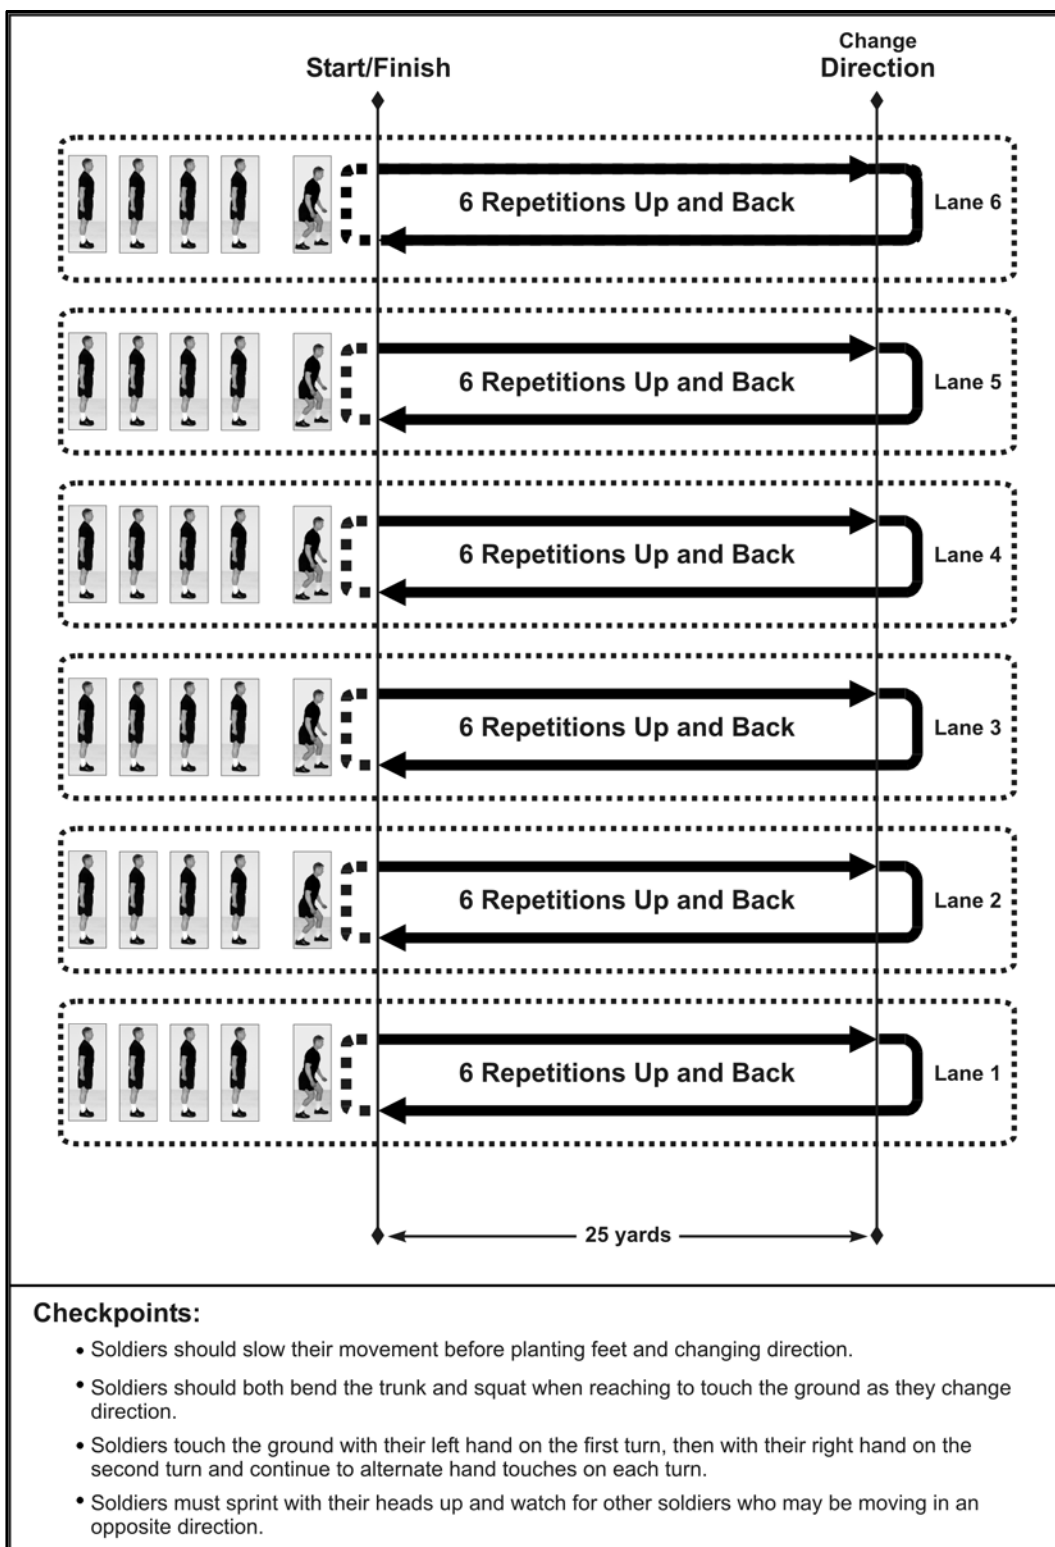 Change
Start/Finish Direction
6 Repetitions Up and Back Lane 6
6 Repetitions Up and Back Lane 5
6 Repetitions Up and Back Lane 4
6 Repetitions Up and Back Lane 3
6 Repetitions Up and Back Lane 2
6 Repetitions Up and Back Lane 1
25 yards
Checkpoints:
• Soldiers should slow their movement before planting feet and changing direction.
• Soldiers should both bend the trunk and squat when reaching to touch the ground as they change
direction.
• Soldiers touch the ground with their left hand on the first turn, then with their right hand on the
second turn and continue to alternate hand touches on each turn.
• Soldiers must sprint with their heads up and watch for other soldiers who may be moving in an
opposite direction.